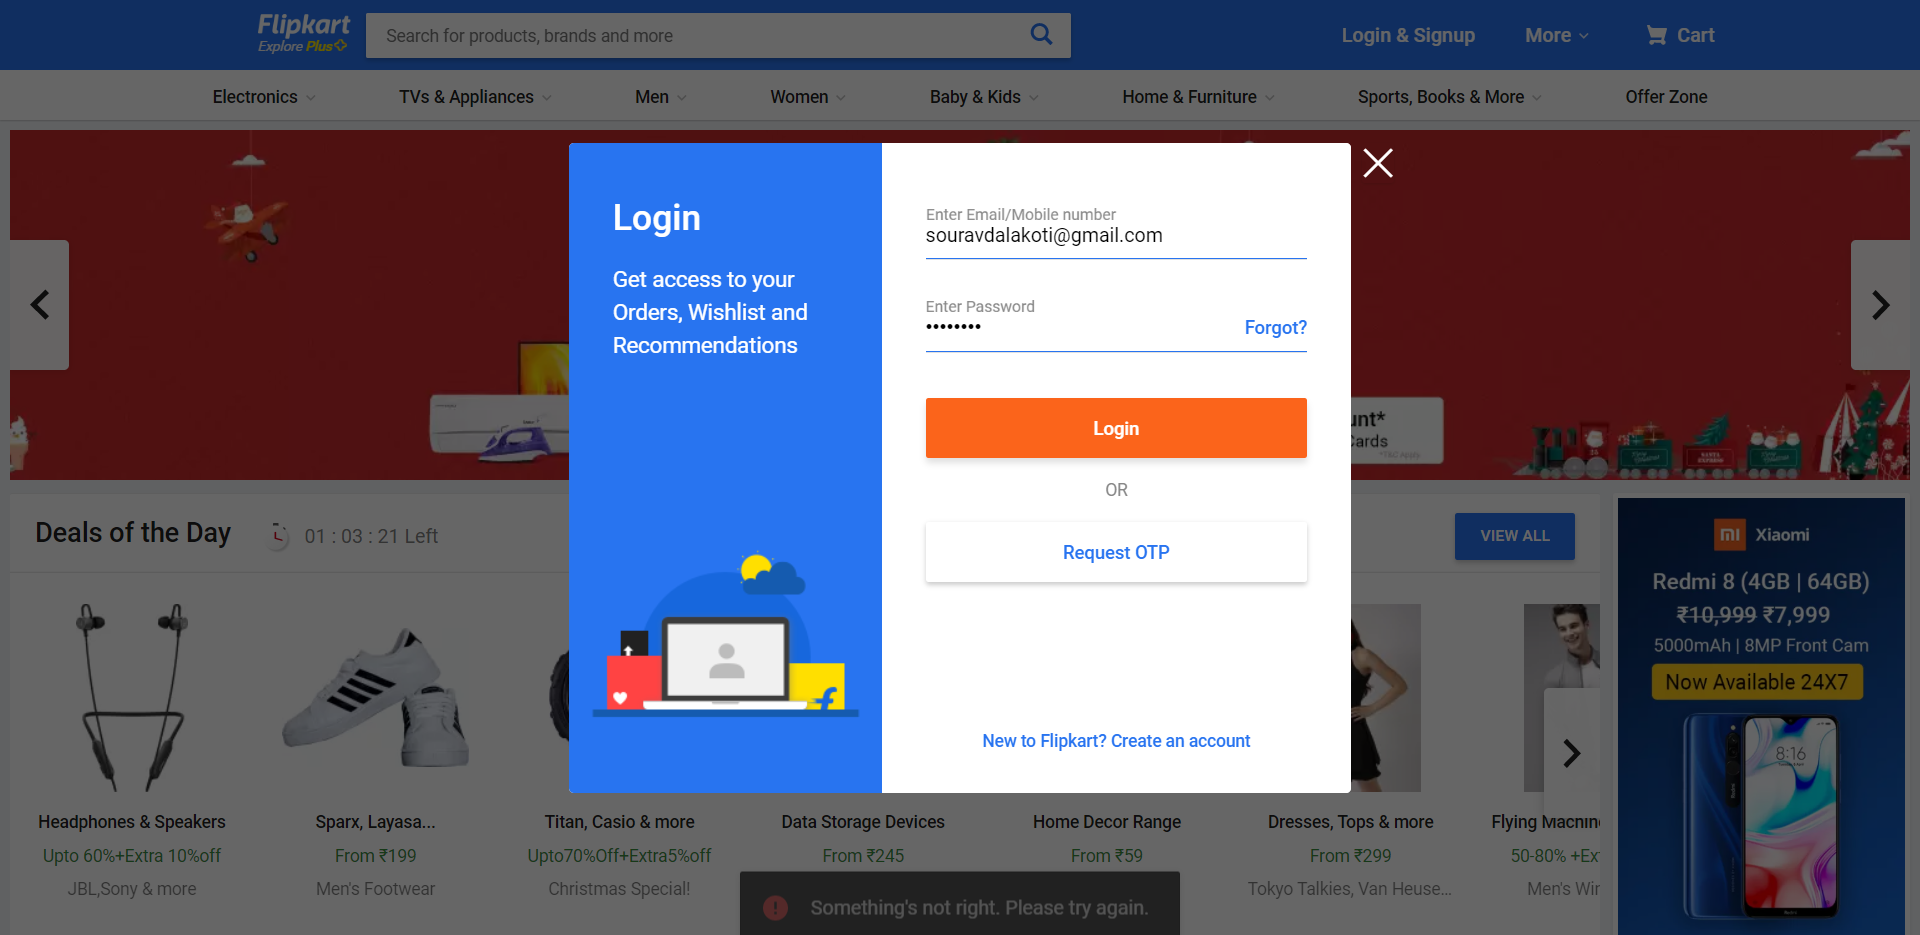 Flipkart
Explore Plus
Search for products, brands and more
Login & Signup
More
Cart
Electronics
TVs & Appliances
Men
Women
Baby & Kids
Home & Furniture
Sports, Books & More
Offer Zone
Login
Get access to your
Orders, Wishlist and
Recommendations
Enter Email/Mobile number
souravdalakoti@gmail.com
Enter Password
••••••••
Forgot?
Login
OR
Request OTP
New to Flipkart? Create an account
Cards
*T&C Apply.
Deals of the Day
01 : 03 : 21 Left
VIEW ALL
Headphones & Speakers
Upto 60%+Extra 10%off
JBL,Sony & more
Sparx, Layasa...
From ₹199
Men's Footwear
Titan, Casio & more
Upto70%Off+Extra5%off
Christmas Special!
Data Storage Devices
From ₹245
Home Decor Range
From ₹59
Dresses, Tops & more
From ₹299
Tokyo Talkies, Van Heuse...
Flying
50-80%
Men's
Something's not right. Please try again.
mi Xiaomi
Redmi 8 (4GB | 64GB)
₹10,999 ₹7,999
5000mAh | 8MP Front Cam
Now Available 24X7
8:16